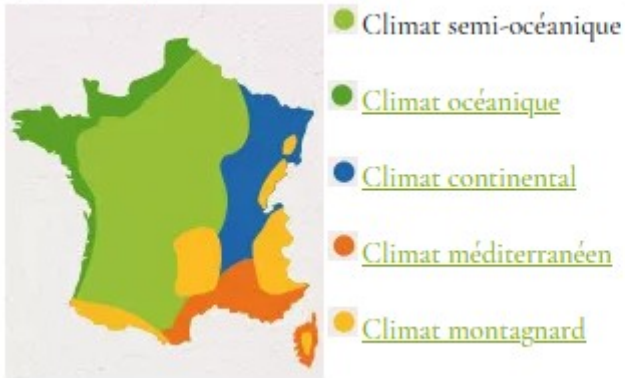 Climat semi-océanique
Climat océanique
Climat continental
Climat méditerranéen
Climat montagnard